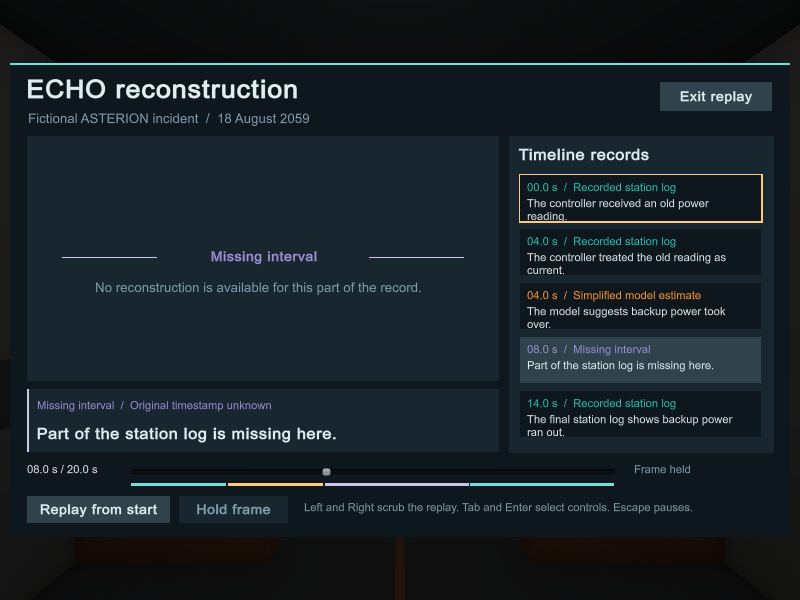 ECHO reconstruction
Exit replay
Fictional ASTERION incident / 18 August 2059
Missing interval
No reconstruction is available for this part of the record.
Missing interval / Original timestamp unknown
Part of the station log is missing here.
Timeline records
00.0 s / Recorded station log
The controller received an old power
reading.
04.0 s / Recorded station log
The controller treated the old reading as
current.
04.0 s / Simplified model estimate
The model suggests backup power took
over.
08.0 s / Missing interval
Part of the station log is missing here.
14.0 s / Recorded station log
The final station log shows backup power
ran out.
08.0 s / 20.0 s
Frame held
Replay from start
Hold frame
Left and Right scrub the replay. Tab and Enter select controls. Escape pauses.